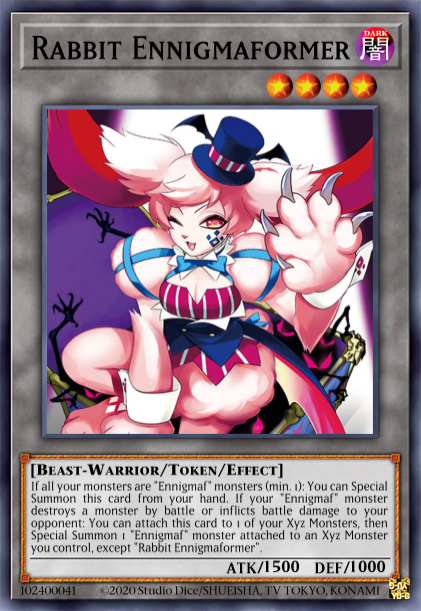 Rabbit Ennigmaformer
DARK
闇
[Beast-Warrior/Token/Effect]
If all your monsters are "Ennigmaf" monsters (min. 1): You can Special
Summon this card from your hand. If your "Ennigmaf" monster
destroys a monster by battle or inflicts battle damage to your
opponent: You can attach this card to 1 of your Xyz Monsters, then
Special Summon 1 "Ennigmaf" monster attached to an Xyz Monster
you control, except "Rabbit Ennigmaformer".
ATK/1500 DEF/1000
102400041 ©2020 Studio Dice/SHUEISHA, TV TOKYO, KONAMI